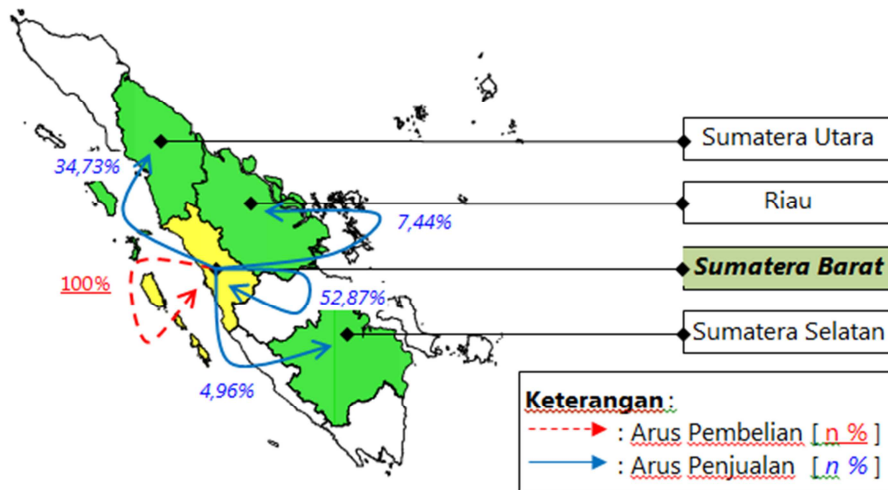 Sumatera Utara
34,73%
Riau
7,44%
Sumatera Barat
100%
52,87%
Sumatera Selatan
4,96%
Keterangan :
: Arus Pembelian [ n % ]
: Arus Penjualan [ n % ]